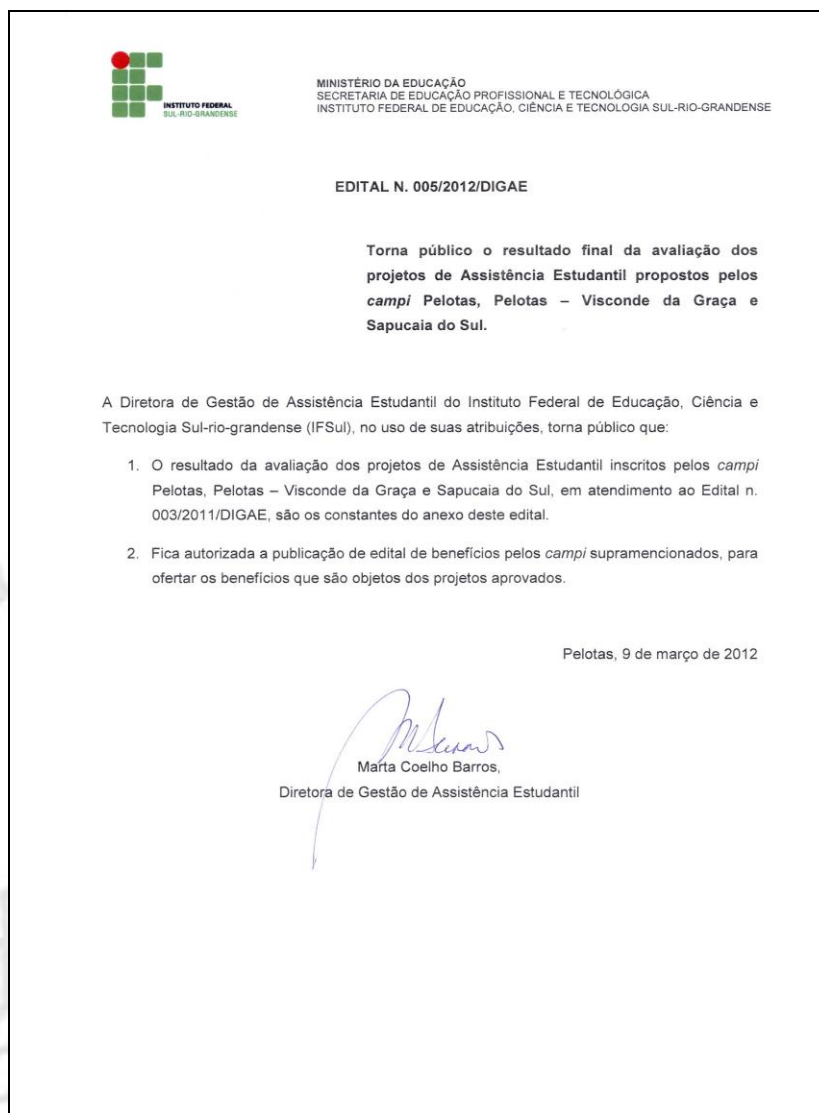 INSTITUTO FEDERAL
SUL-RIO-GRANDENSE
MINISTÉRIO DA EDUCAÇÃO
SECRETARIA DE EDUCAÇÃO PROFISSIONAL E TECNOLÓGICA
INSTITUTO FEDERAL DE EDUCAÇÃO, CIÊNCIA E TECNOLOGIA SUL-RIO-GRANDENSE
EDITAL N. 005/2012/DIGAE
Torna público o resultado final da avaliação dos
projetos de Assistência Estudantil propostos pelos
campi Pelotas, Pelotas – Visconde da Graça e
Sapucaia do Sul.
A Diretora de Gestão de Assistência Estudantil do Instituto Federal de Educação, Ciência e
Tecnologia Sul-rio-grandense (IFSul), no uso de suas atribuições, torna público que:
1. O resultado da avaliação dos projetos de Assistência Estudantil inscritos pelos campi
Pelotas, Pelotas – Visconde da Graça e Sapucaia do Sul, em atendimento ao Edital n.
003/2011/DIGAE, são os constantes do anexo deste edital.
2. Fica autorizada a publicação de edital de benefícios pelos campi supramencionados, para
ofertar os benefícios que são objetos dos projetos aprovados.
Pelotas, 9 de março de 2012
Marta Coelho Barros,
Diretora de Gestão de Assistência Estudantil